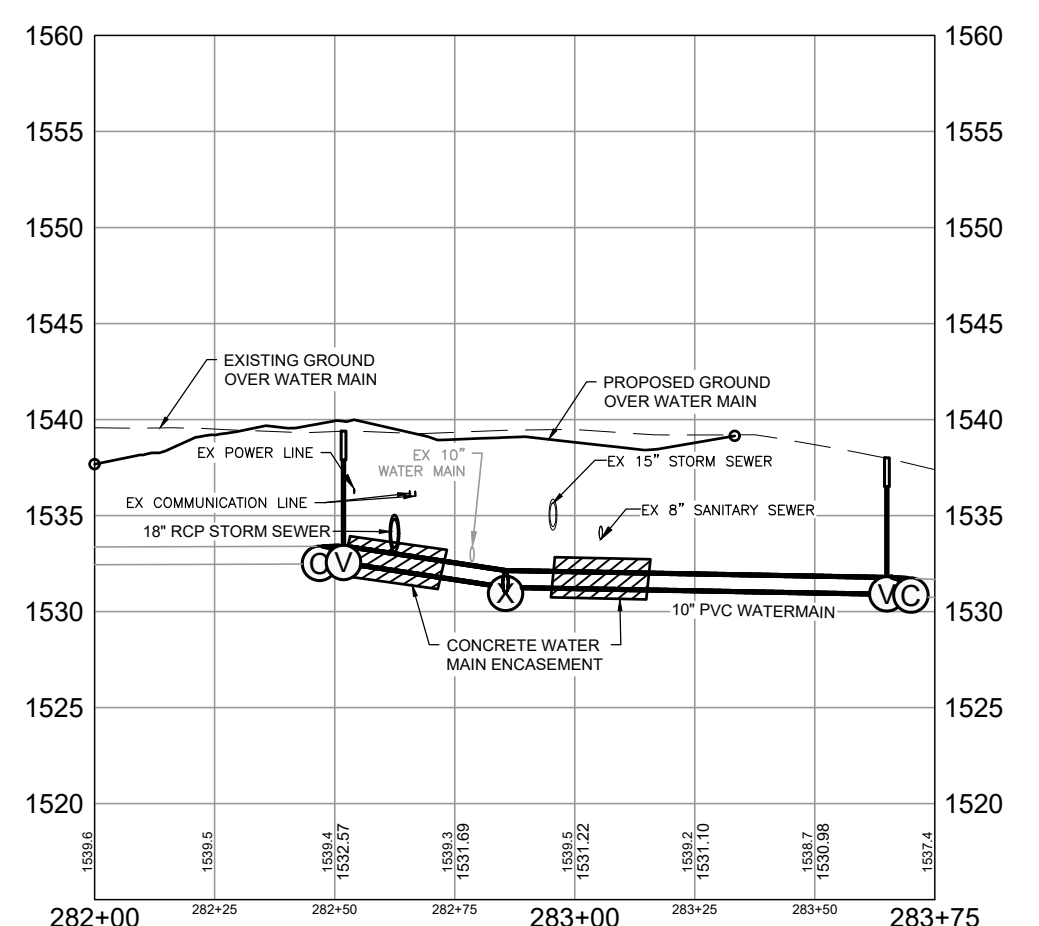 1560 1560
1555 1555
1550 1550
1545 1545
EXISTING GROUND
OVER WATER MAIN
PROPOSED GROUND
OVER WATER MAIN
1540 1540
EX POWER LINE
EX 10”
WATER MAIN
EX 15” STORM SEWER
EX COMMUNICATION LINE
EX 8” SANITARY SEWER
1535 1535
18" RCP STORM SEWER
C V X V C
1530 1530
10" PVC WATERMAIN
CONCRETE WATER
MAIN ENCASEMENT
1525 1525
1520 1520
1539.6
1539.5
1539.4
1532.57
1539.3
1531.69
1539.5
1531.22
1539.2
1531.10
1538.7
1530.98
1537.4
282+00 282+25 282+50 282+75 283+00 283+25 283+50 283+75